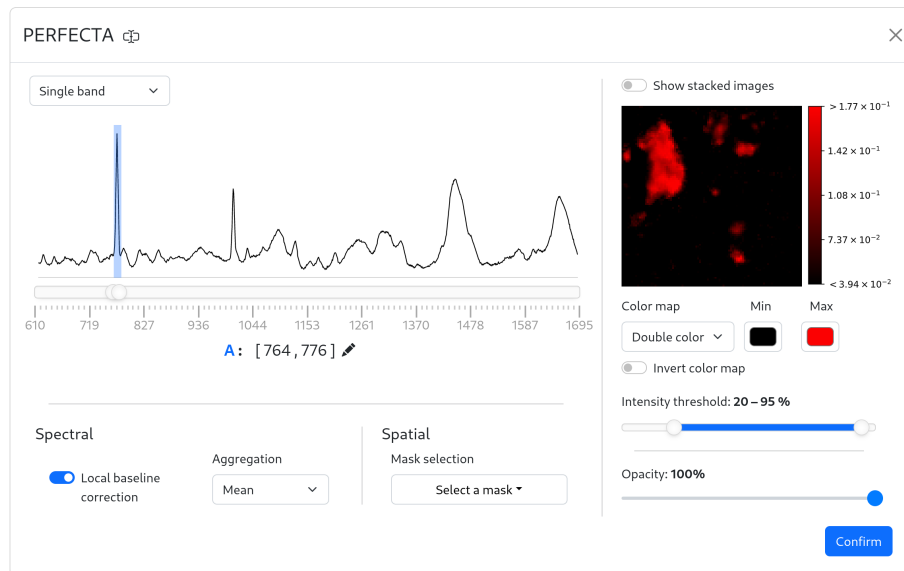 PERFECTA
Single band
610 719 827 936 1044 1153 1261 1370 1478 1587 1695
A: [764,776]
Spectral
Local baseline
correction
Aggregation
Mean
Spatial
Mask selection
Select a mask
Show stacked images
> 1.77 × 10⁻¹
1.42 × 10⁻¹
1.08 × 10⁻¹
7.37 × 10⁻²
< 3.94 × 10⁻²
Color map Min Max
Double color
Invert color map
Intensity threshold: 20 – 95 %
Opacity: 100%
Confirm